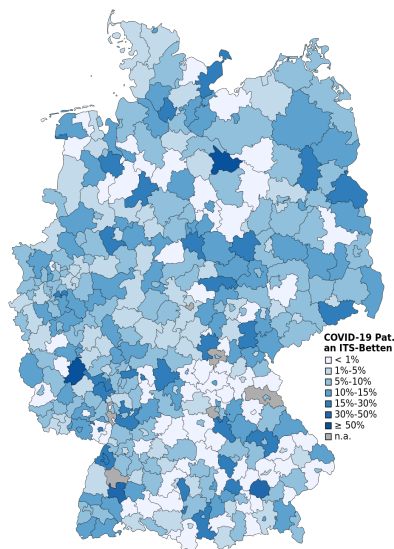 COVID-19 Pat.
an ITS-Betten
< 1%
1%-5%
5%-10%
10%-15%
15%-30%
30%-50%
≥ 50%
n.a.